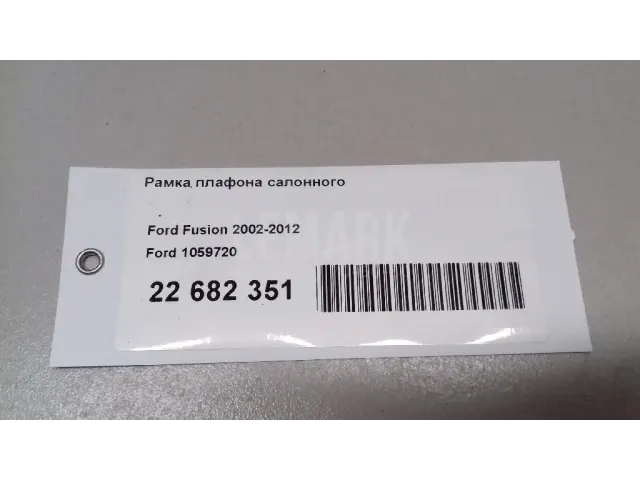 Рамка плафона салонного
Ford Fusion 2002-2012
Ford 1059720
22 682 351